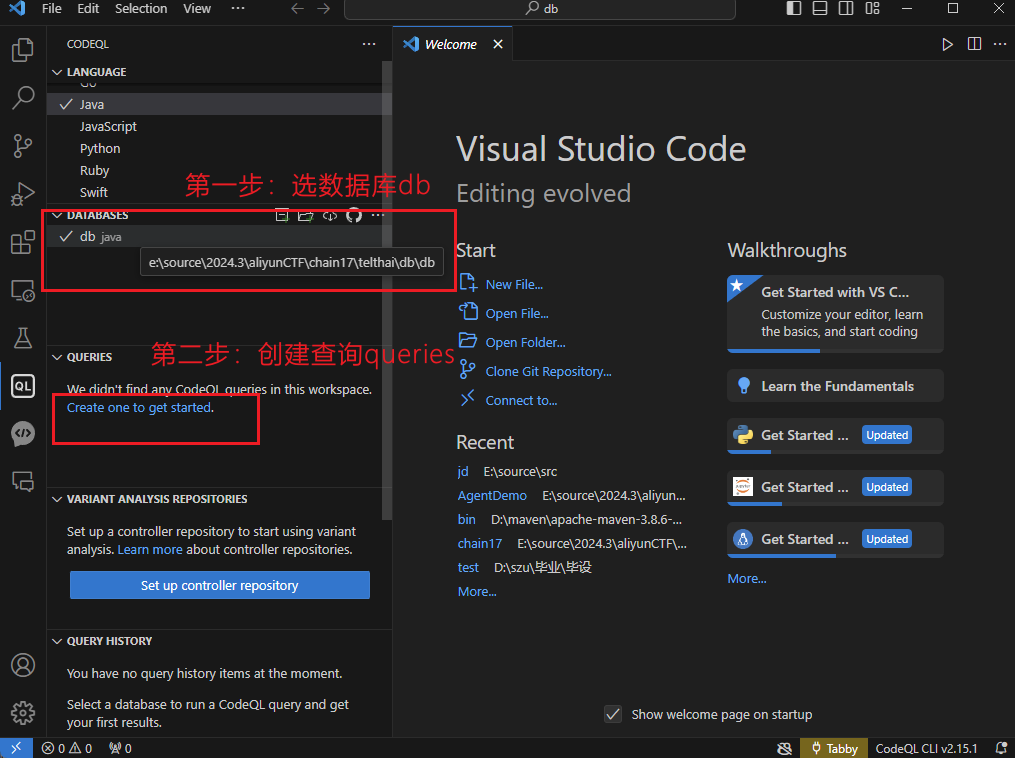 File Edit Selection View ··· db
CODEQL ···
Welcome
LANGUAGE
Go
Java
JavaScript
Python
Ruby
Swift
第一步：选数据库db
DATABASES ···
db java
e:\source\2024.3\aliyunCTF\chain17\telthai\db\db
第二步：创建查询queries
QUERIES
We didn't find any CodeQL queries in this workspace.
Create one to get started.
VARIANT ANALYSIS REPOSITORIES
Set up a controller repository to start using variant
analysis. Learn more about controller repositories.
Set up controller repository
QUERY HISTORY
You have no query history items at the moment.
Select a database to run a CodeQL query and get
your first results.
Visual Studio Code
Editing evolved
Start
New File...
Open File...
Open Folder...
Clone Git Repository...
Connect to...
Recent
jd E:\source\src
AgentDemo E:\source\2024.3\aliyun...
bin D:\maven\apache-maven-3.8.6-...
chain17 E:\source\2024.3\aliyunCTF\...
test D:\szu\毕业\毕设
More...
Walkthroughs
Get Started with VS C...
Customize your editor, learn
the basics, and start coding
Learn the Fundamentals
Get Started ... Updated
Get Started ... Updated
Get Started ... Updated
More...
Show welcome page on startup
0 0 0 Tabby CodeQL CLI v2.15.1